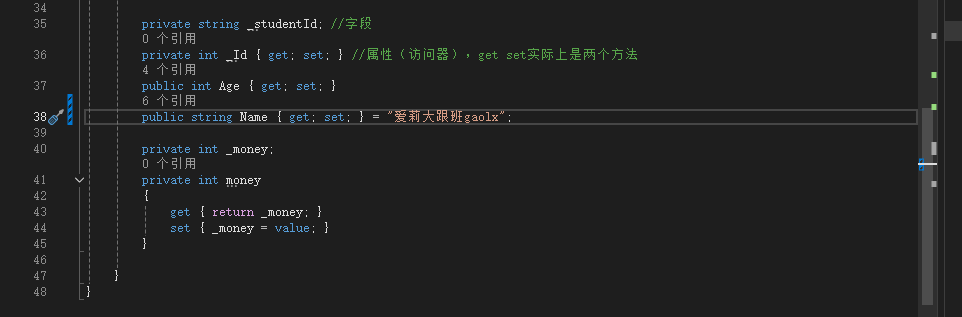 34
35 private string _studentId; //字段
0 个引用
36 private int _Id { get; set; } //属性（访问器），get set实际上是两个方法
4 个引用
37 public int Age { get; set; }
6 个引用
38 public string Name { get; set; } = "爱莉大跟班gaolx";
39
40 private int _money;
0 个引用
41 private int money
42 {
43 get { return _money; }
44 set { _money = value; }
45 }
46
47 }
48 }